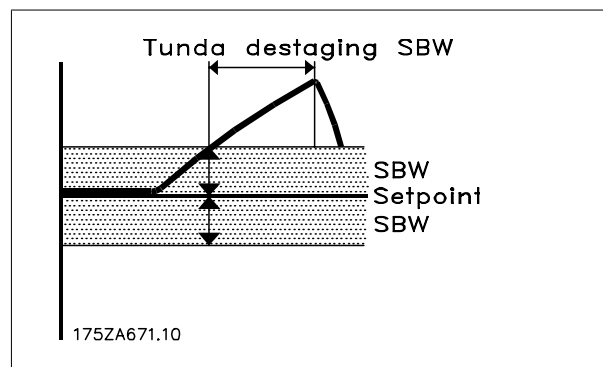 Tunda destaging SBW
SBW
Setpoint
SBW
175ZA671.10